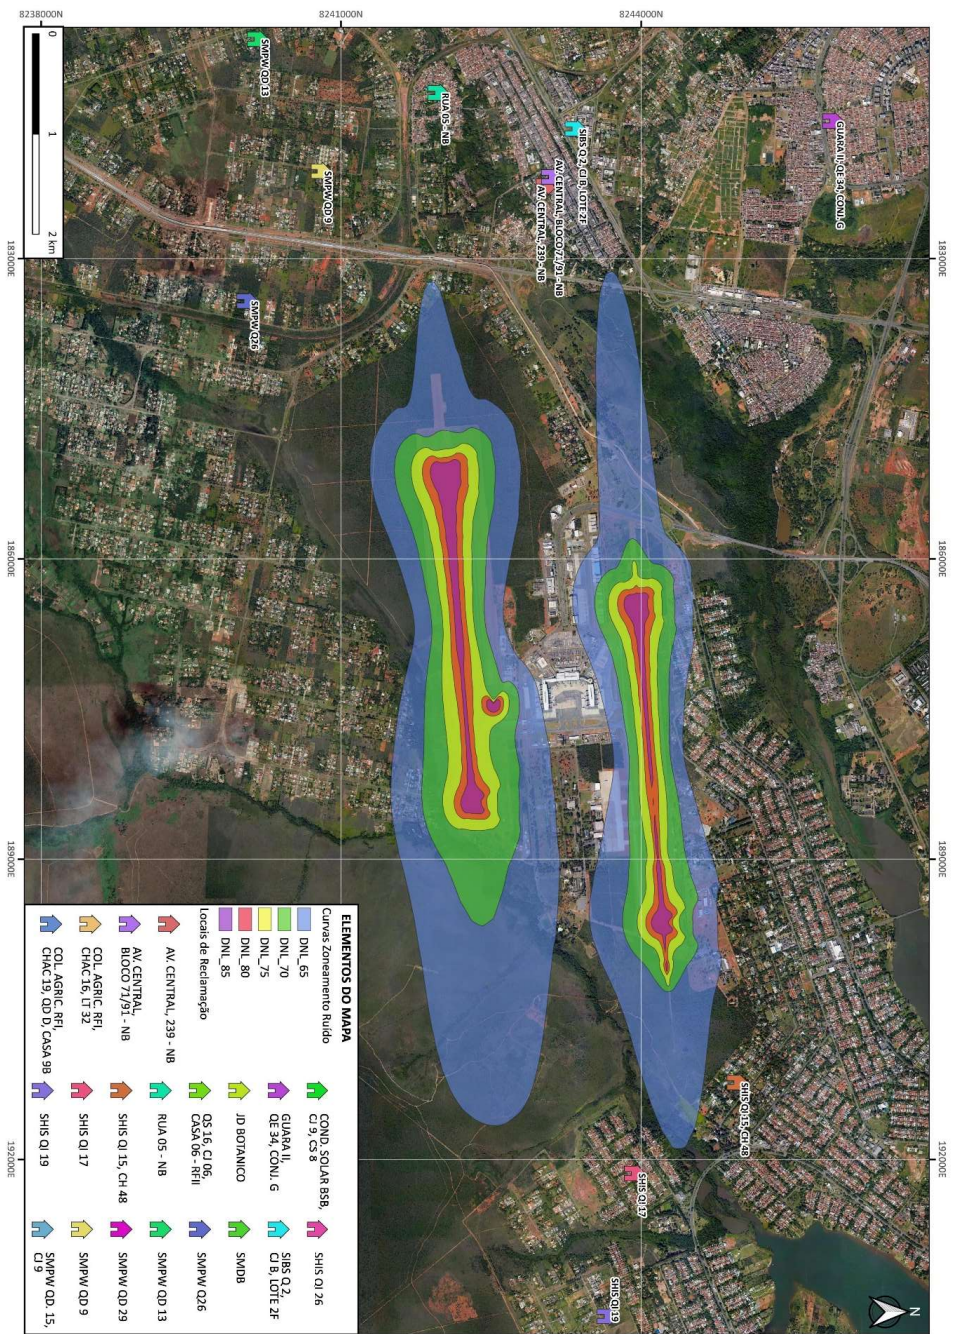 8238000N
8241000N
8244000N
183000E
186000E
189000E
192000E
183000E
186000E
189000E
192000E
0
1
2 km
N
SMPW QD 13
RUA 05 - NB
SIBS Q 2, CJ B, LOTE 2F
GUARA II, QE 34, CONJ. G
SMPW QD 9
AV. CENTRAL, BLOCO 71/91 - NB
AV. CENTRAL, 239 - NB
SMPW Q26
SHIS QI 15, CH 48
SHIS QI 17
SHIS QI 19
ELEMENTOS DO MAPA
Curvas Zoneamento Ruído
DNL_65
DNL_70
DNL_75
DNL_80
DNL_85
Locais de Reclamação
AV. CENTRAL, 239 - NB
AV. CENTRAL,
BLOCO 71/91 - NB
COL. AGRIC. RFI,
CHAC 16, LT 32
COL. AGRIC. RFI,
CHAC 19, QD D, CASA 9B
COND. SOLAR BSB,
CJ 9, CS 8
GUARA II,
QE 34, CONJ. G
JD BOTANICO
QS 16, CJ 06,
CASA 06 - RFII
RUA 05 - NB
SHIS QI 15, CH 48
SHIS QI 17
SHIS QI 19
SHIS QI 26
SIBS Q 2,
CJ B, LOTE 2F
SMDB
SMPW Q26
SMPW QD 13
SMPW QD 29
SMPW QD 9
SMPW QD. 15,
CJ 9